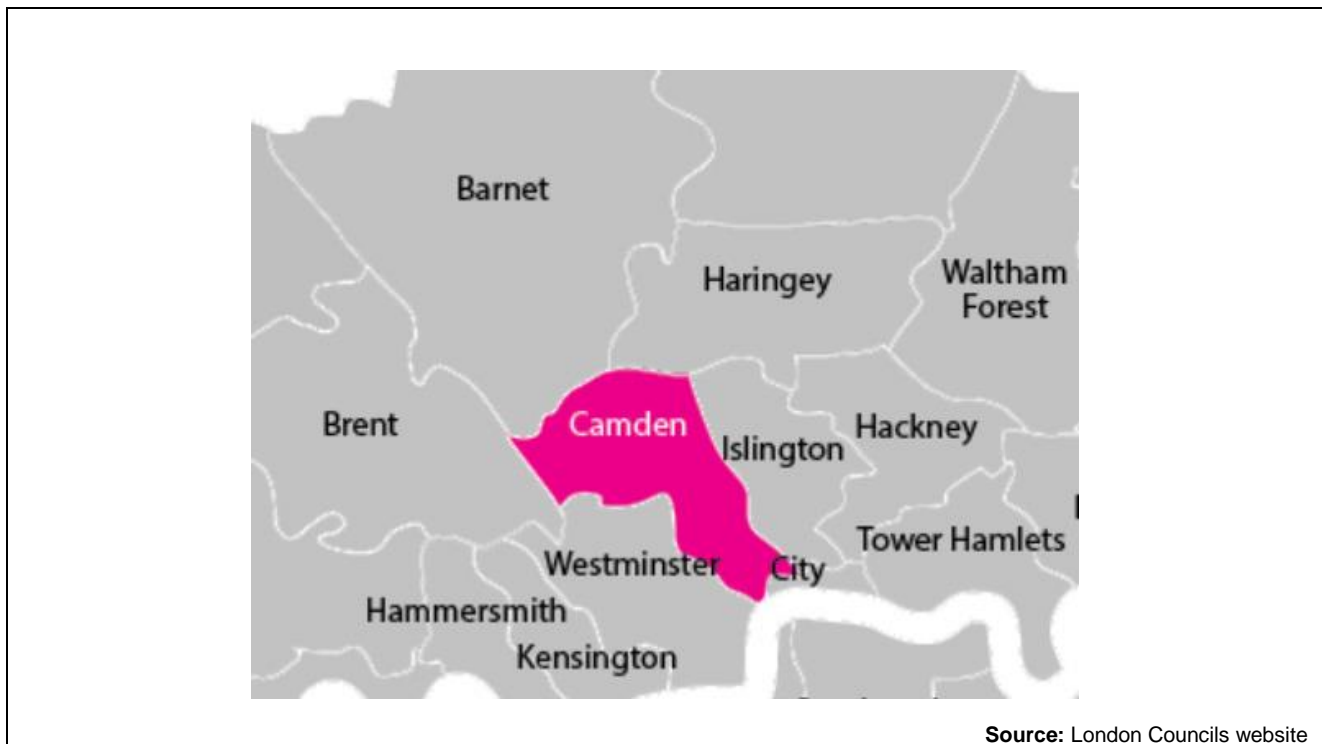 Barnet
Haringey
Waltham
Forest
Brent
Camden
Islington
Hackney
Tower Hamlets
Westminster
City
Hammersmith
Kensington
Source: London Councils website